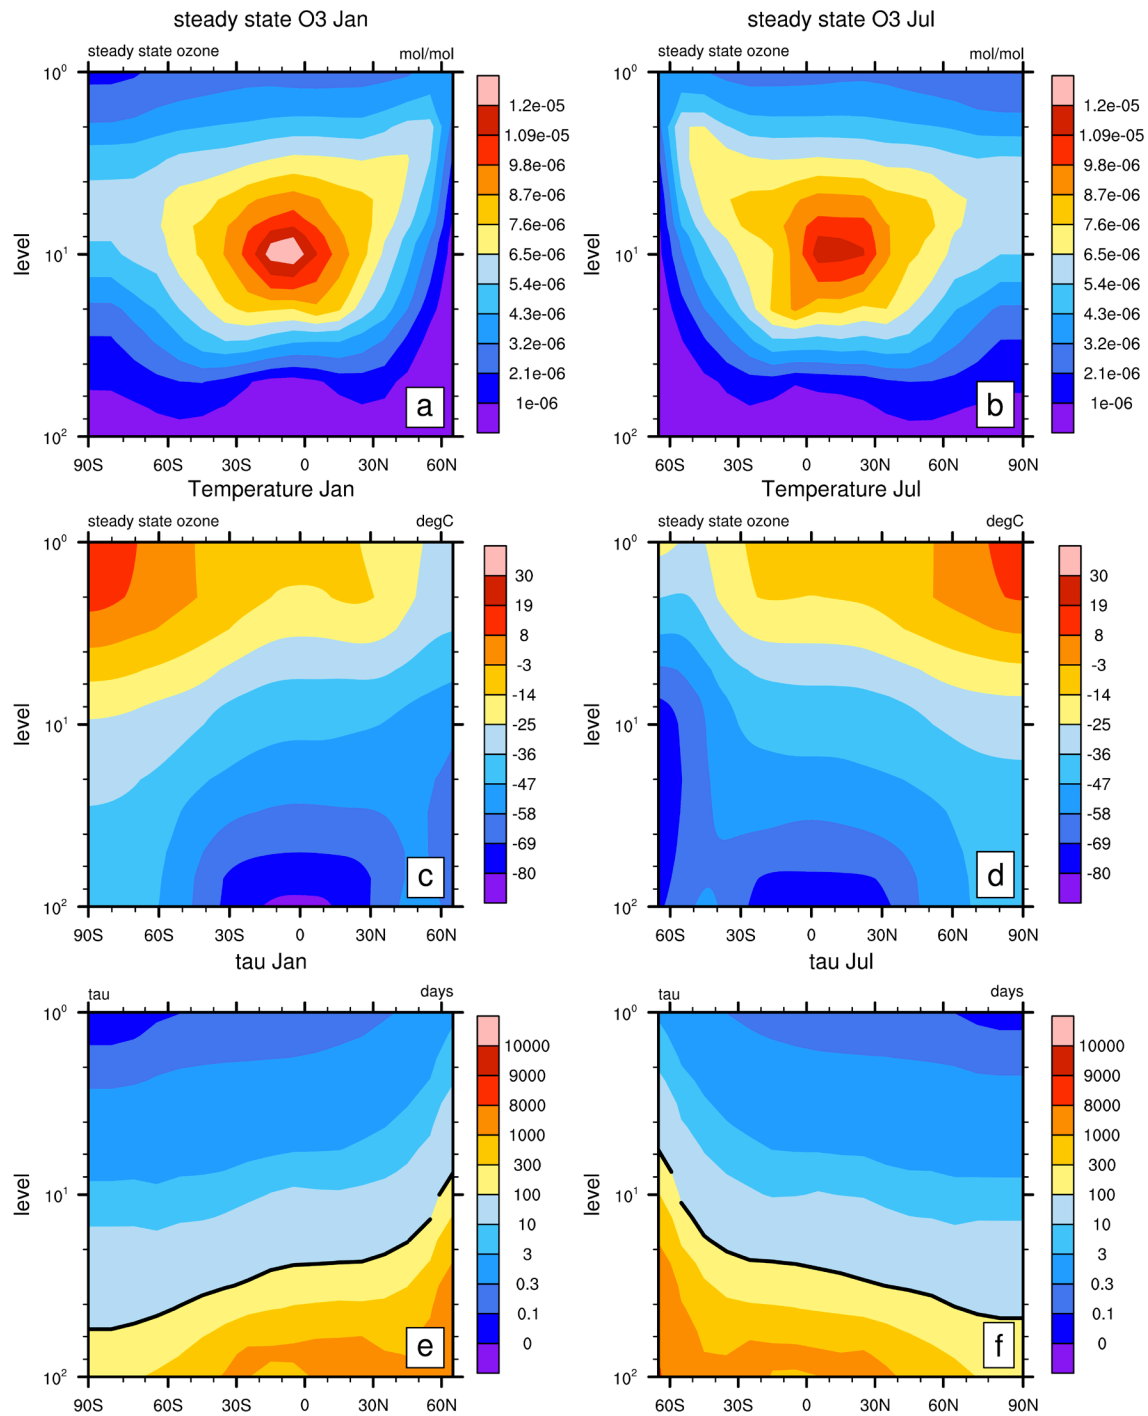 steady state O3 Jan
steady state ozone mol/mol
10⁰
10¹
10²
level
90S 60S 30S 0 30N 60N
1.2e-05
1.09e-05
9.8e-06
8.7e-06
7.6e-06
6.5e-06
5.4e-06
4.3e-06
3.2e-06
2.1e-06
1e-06
a
steady state O3 Jul
steady state ozone mol/mol
10⁰
10¹
10²
level
60S 30S 0 30N 60N 90N
1.2e-05
1.09e-05
9.8e-06
8.7e-06
7.6e-06
6.5e-06
5.4e-06
4.3e-06
3.2e-06
2.1e-06
1e-06
b
Temperature Jan
steady state ozone degC
10⁰
10¹
10²
level
90S 60S 30S 0 30N 60N
30
19
8
-3
-14
-25
-36
-47
-58
-69
-80
c
Temperature Jul
steady state ozone degC
10⁰
10¹
10²
level
60S 30S 0 30N 60N 90N
30
19
8
-3
-14
-25
-36
-47
-58
-69
-80
d
tau Jan
tau days
10⁰
10¹
10²
level
90S 60S 30S 0 30N 60N
10000
9000
8000
1000
300
100
10
3
0.3
0.1
0
e
tau Jul
tau days
10⁰
10¹
10²
level
60S 30S 0 30N 60N 90N
10000
9000
8000
1000
300
100
10
3
0.3
0.1
0
f